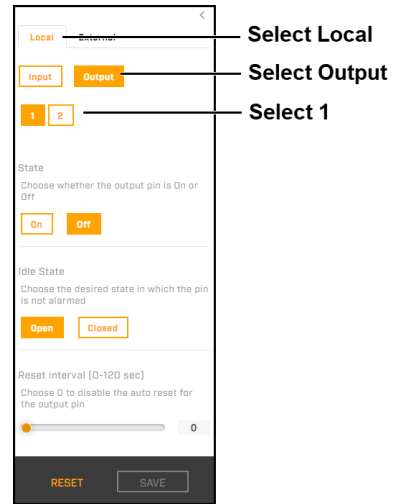 <
Local External
Select Local
Input Output
Select Output
1 2
Select 1
State
Choose whether the output pin is On or
Off
On Off
Idle State
Choose the desired state in which the pin
is not alarmed
Open Closed
Reset interval (0-120 sec)
Choose 0 to disable the auto reset for
the output pin
0
RESET SAVE